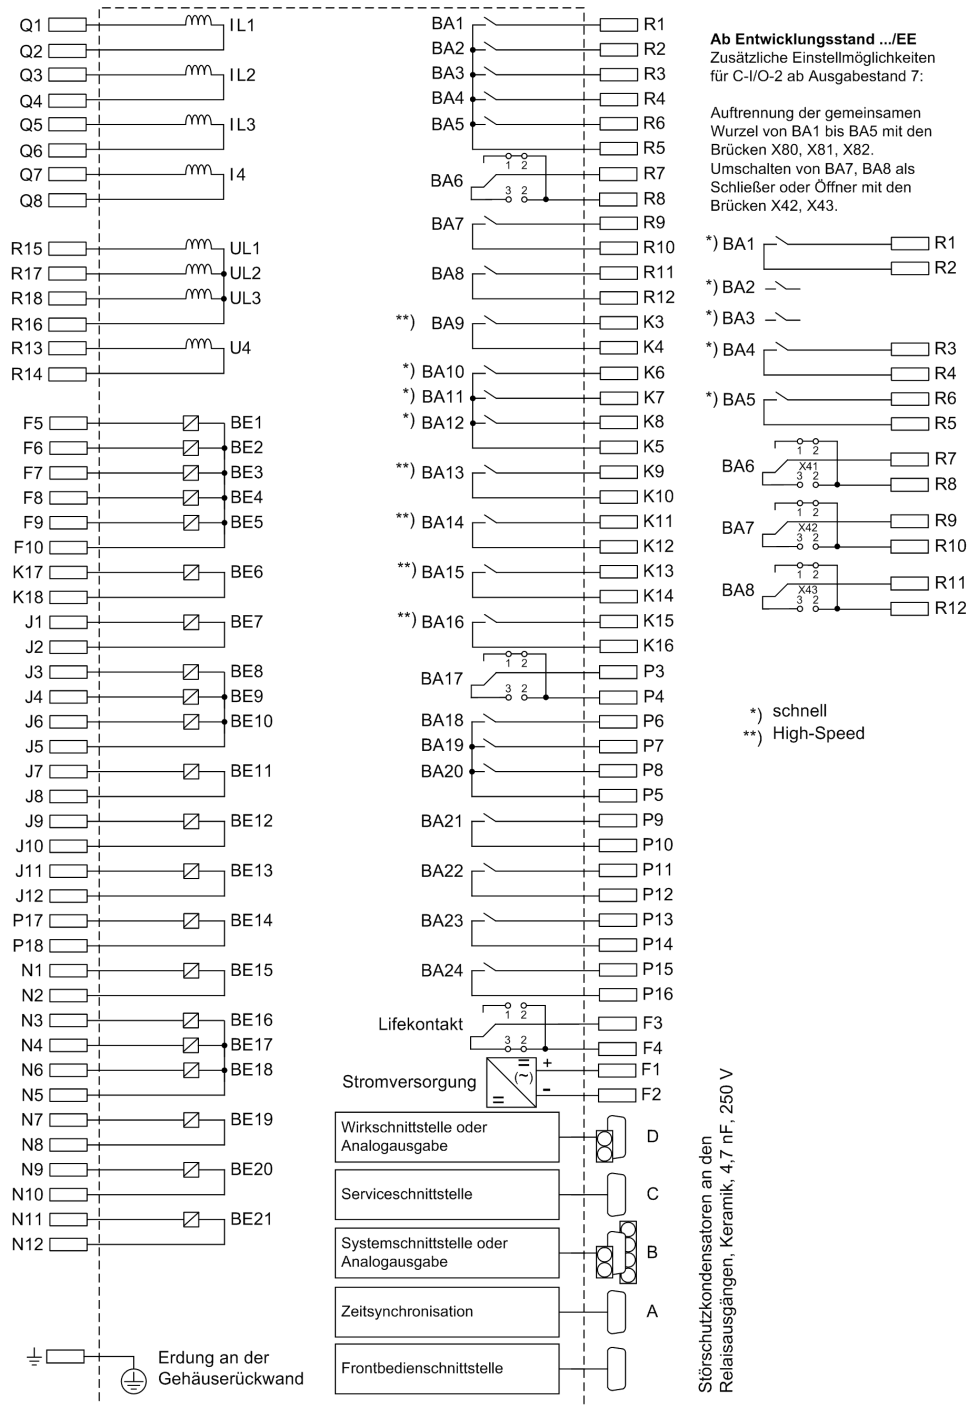 Q1 IL1
Q2
Q3 IL2
Q4
Q5 IL3
Q6
Q7 I4
Q8
R15 UL1
R17 UL2
R18 UL3
R16
R13 U4
R14
F5 BE1
F6 BE2
F7 BE3
F8 BE4
F9 BE5
F10
K17 BE6
K18
J1 BE7
J2
J3 BE8
J4 BE9
J6 BE10
J5
J7 BE11
J8
J9 BE12
J10
J11 BE13
J12
P17 BE14
P18
N1 BE15
N2
N3 BE16
N4 BE17
N6 BE18
N5
N7 BE19
N8
N9 BE20
N10
N11 BE21
N12
Erdung an der
Gehäuserückwand
BA1 R1
BA2 R2
BA3 R3
BA4 R4
BA5 R6
R5
1 2
BA6 R7
3 2 R8
BA7 R9
R10
BA8 R11
R12
**) BA9 K3
K4
*) BA10 K6
*) BA11 K7
*) BA12 K8
K5
**) BA13 K9
K10
**) BA14 K11
K12
**) BA15 K13
K14
**) BA16 K15
K16
1 2
BA17 P3
3 2 P4
BA18 P6
BA19 P7
BA20 P8
P5
BA21 P9
P10
BA22 P11
P12
BA23 P13
P14
BA24 P15
P16
1 2
Lifekontakt F3
3 2 F4
Stromversorgung = (~) = + F1
- F2
Wirkschnittstelle oder
Analogausgabe D
Serviceschnittstelle C
Systemschnittstelle oder
Analogausgabe B
Zeitsynchronisation A
Frontbedienschnittstelle
Ab Entwicklungsstand .../EE
Zusätzliche Einstellmöglichkeiten
für C-I/O-2 ab Ausgabestand 7:
Auftrennung der gemeinsamen
Wurzel von BA1 bis BA5 mit den
Brücken X80, X81, X82.
Umschalten von BA7, BA8 als
Schließer oder Öffner mit den
Brücken X42, X43.
*) BA1 R1
R2
*) BA2
*) BA3
*) BA4 R3
R4
*) BA5 R6
R5
1 2
BA6 X41 R7
3 2 R8
1 2
BA7 X42 R9
3 2 R10
1 2
BA8 X43 R11
3 2 R12
*) schnell
**) High-Speed
Störschutzkondensatoren an den
Relaisausgängen, Keramik, 4,7 nF, 250 V